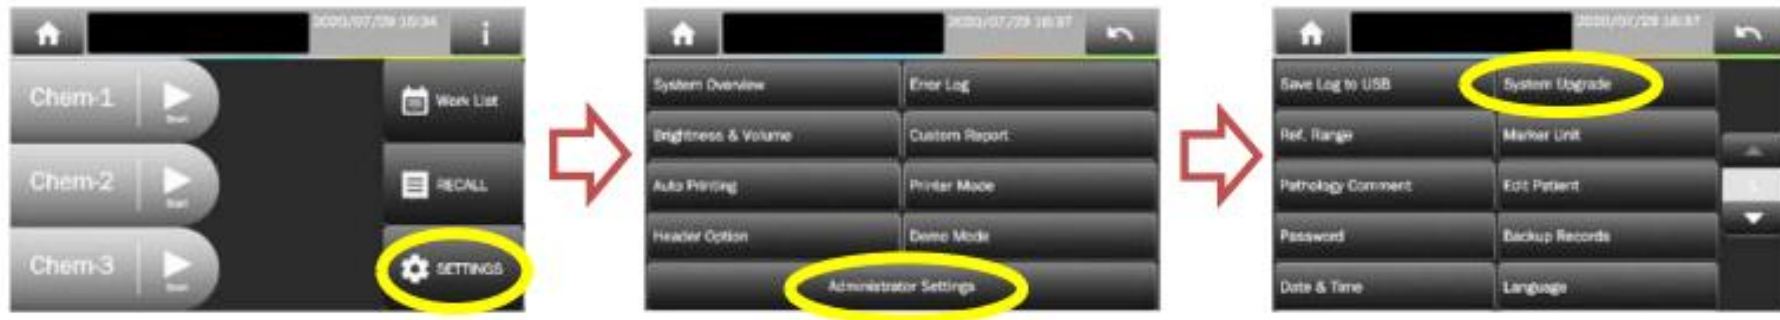 2020/07/29 16:34
i
Chem-1
Start
Work List
Chem-2
Start
RECALL
Chem-3
Start
SETTINGS
2020/07/29 16:37
System Overview
Error Log
Brightness & Volume
Custom Report
Auto Printing
Printer Mode
Header Option
Demo Mode
Administrator Settings
2020/07/29 16:37
Save Log to USB
System Upgrade
Ref. Range
Marker Unit
Pathology Comment
Edit Patient
Password
Backup Records
Date & Time
Language